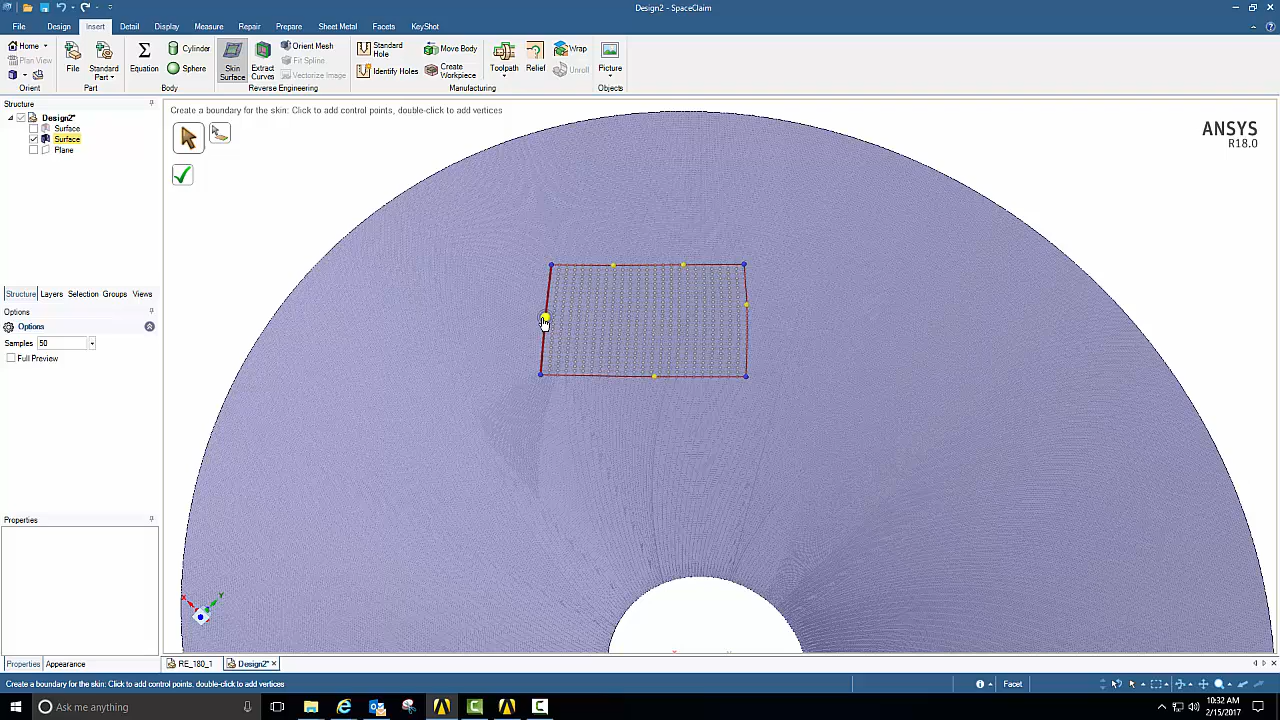 Design2* - SpaceClaim
File Design Insert Detail Display Measure Repair Prepare Sheet Metal Facets KeyShot
Home
Plan View
Orient
File
Standard Part
Part
Equation
Cylinder
Sphere
Body
Skin Surface
Extract Curves
Orient Mesh
Fit Spline
Vectorize Image
Reverse Engineering
Standard Hole
Identify Holes
Move Body
Create Workpiece
Manufacturing
Toolpath
Relief
Wrap
Unroll
Picture
Objects
Structure
Design2*
Surface
Surface
Plane
Structure Layers Selection Groups Views
Options
Options
Samples 50
Full Preview
Properties
Properties Appearance
Create a boundary for the skin: Click to add control points, double-click to add vertices
ANSYS
R18.0
X
Y
RE_180_1 Design2*
Create a boundary for the skin: Click to add control points, double-click to add vertices
Facet
Ask me anything
10:32 AM
2/15/2017